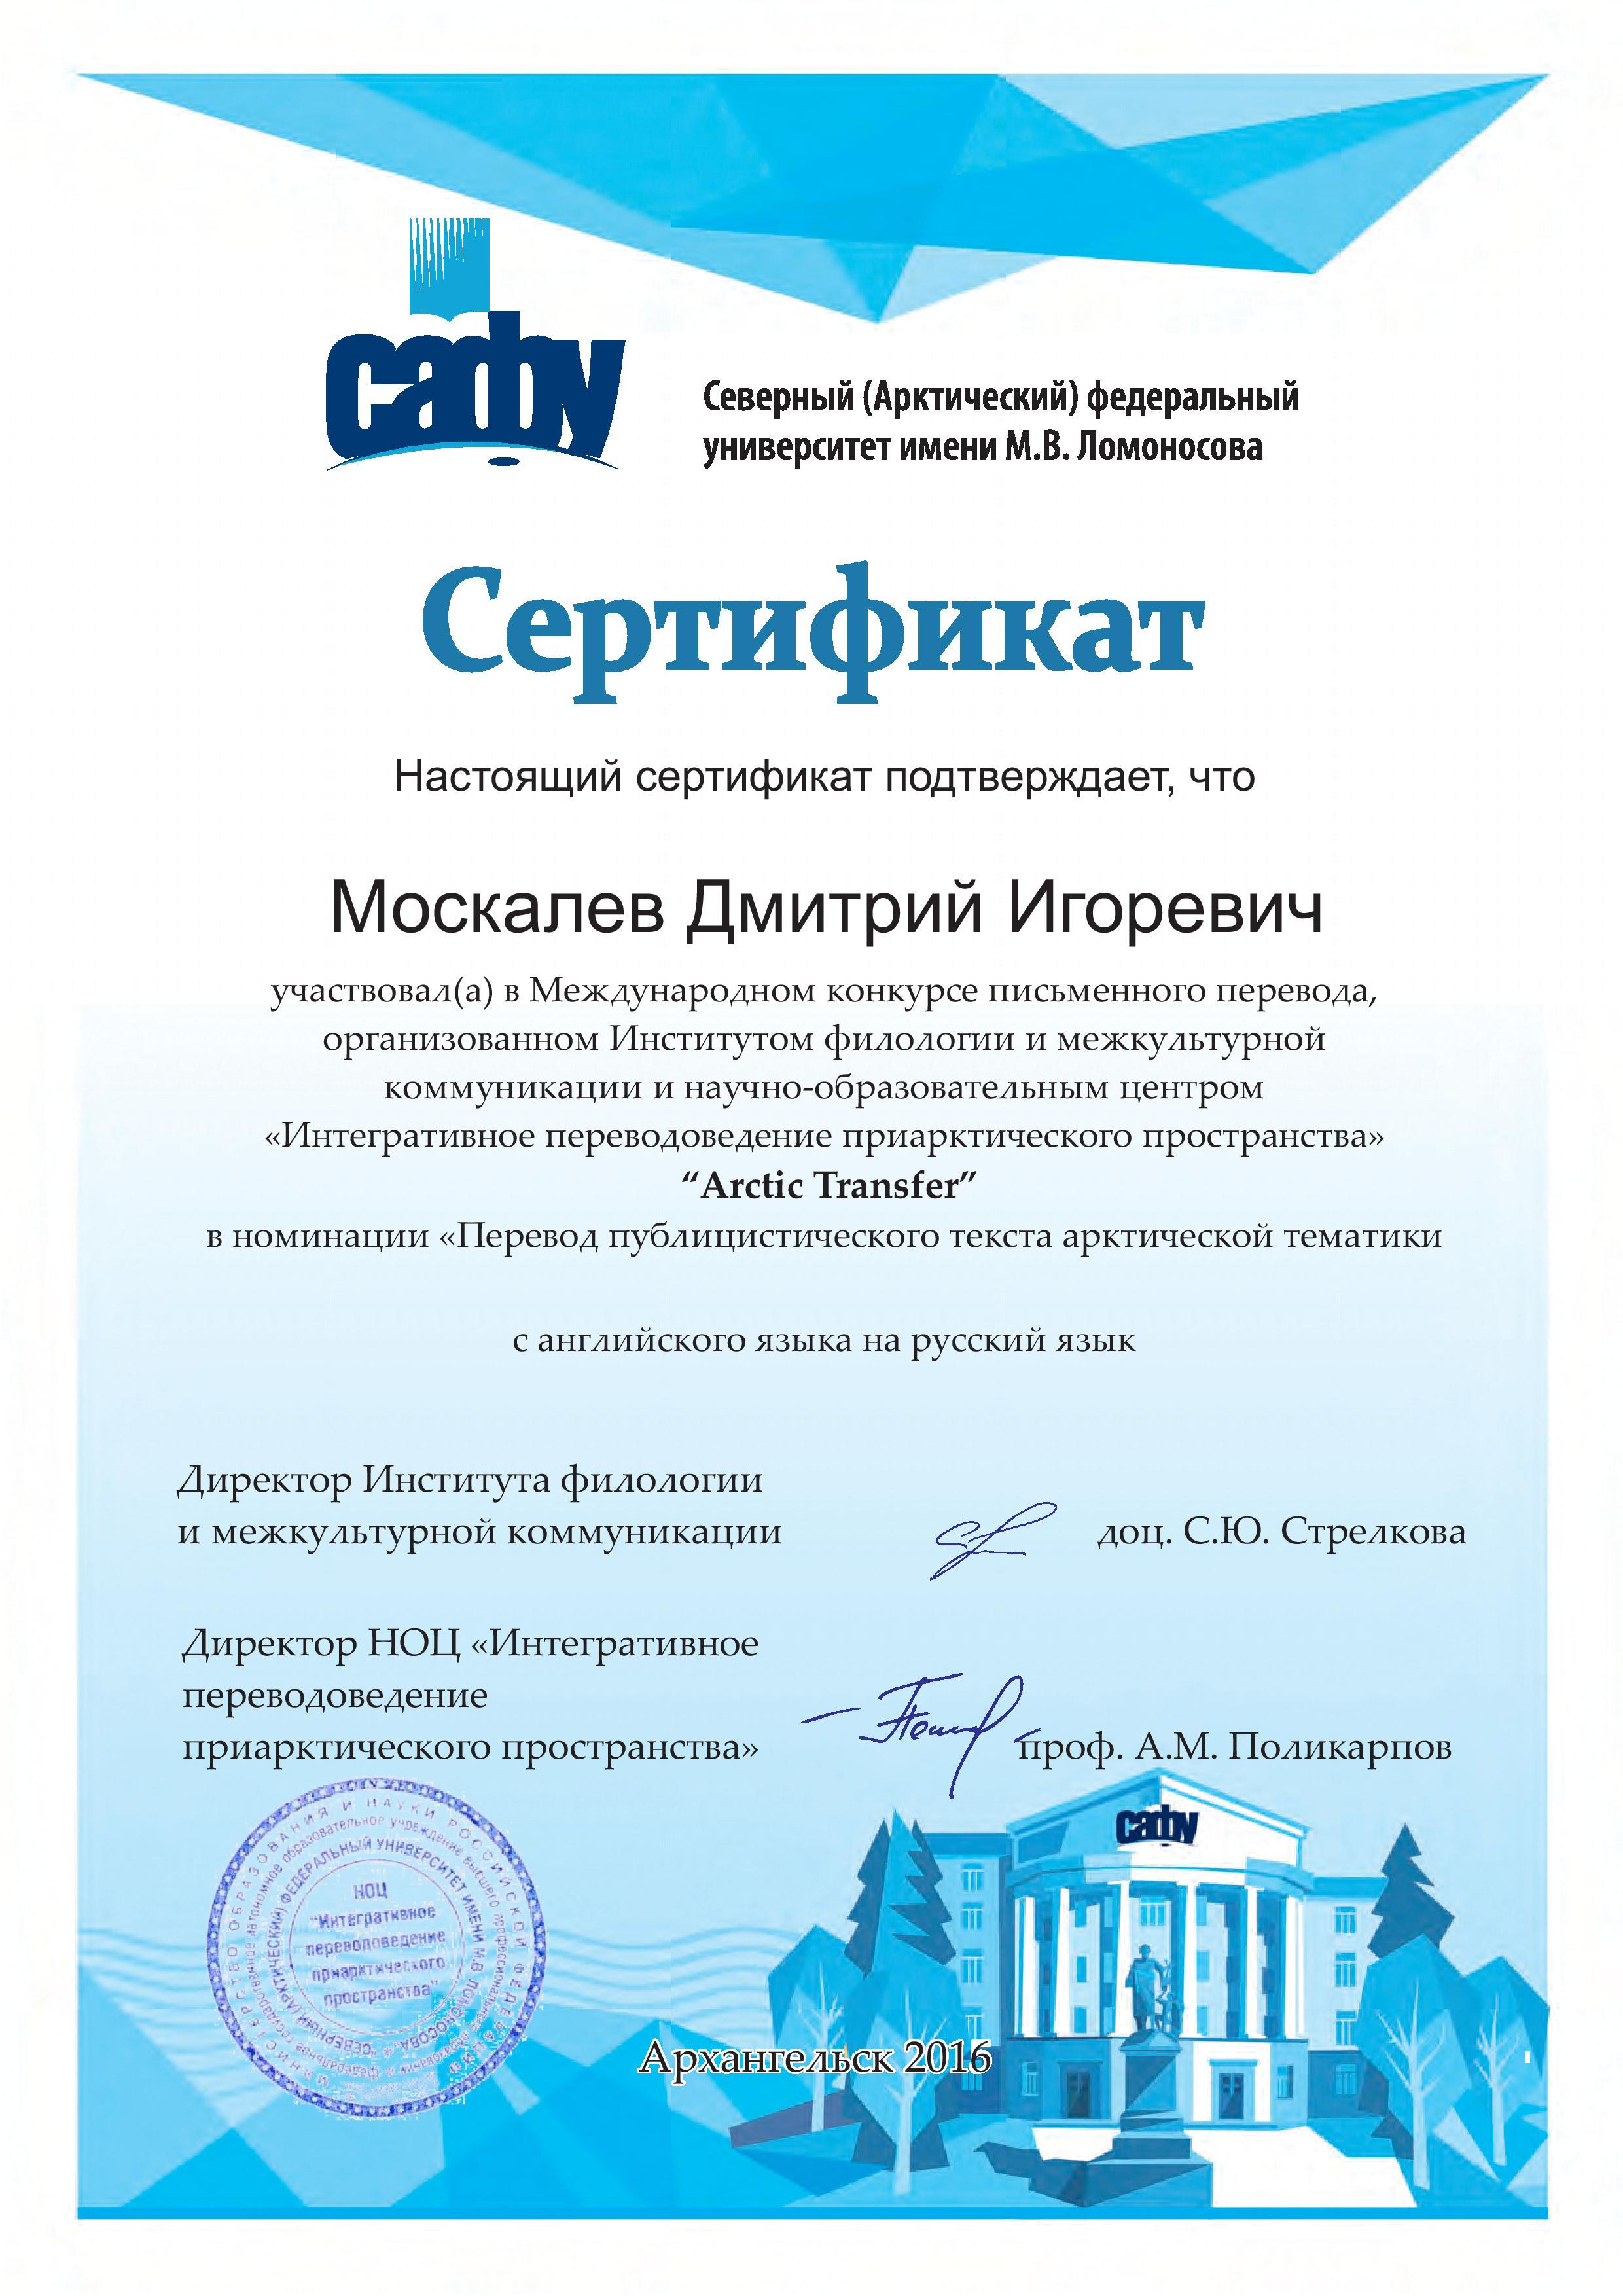 сафу
Северный (Арктический) федеральный
университет имени М.В. Ломоносова
Сертификат
Настоящий сертификат подтверждает, что
Москалев Дмитрий Игоревич
участвовал(а) в Международном конкурсе письменного перевода,
организованном Институтом филологии и межкультурной
коммуникации и научно-образовательным центром
«Интегративное переводоведение приарктического пространства»
“Arctic Transfer”
в номинации «Перевод публицистического текста арктической тематики
с английского языка на русский язык
Директор Института филологии
и межкультурной коммуникации
доц. С.Ю. Стрелкова
Директор НОЦ «Интегративное
переводоведение
приарктического пространства»
проф. А.М. Поликарпов
сафу
МИНИСТЕРСТВО ОБРАЗОВАНИЯ И НАУКИ РОССИЙСКОЙ ФЕДЕРАЦИИ
государственное автономное образовательное учреждение высшего профессионального образования
«СЕВЕРНЫЙ (АРКТИЧЕСКИЙ) ФЕДЕРАЛЬНЫЙ УНИВЕРСИТЕТ ИМЕНИ М.В. ЛОМОНОСОВА»
НОЦ
"Интегративное
переводоведение
приарктического
пространства"
Архангельск 2016